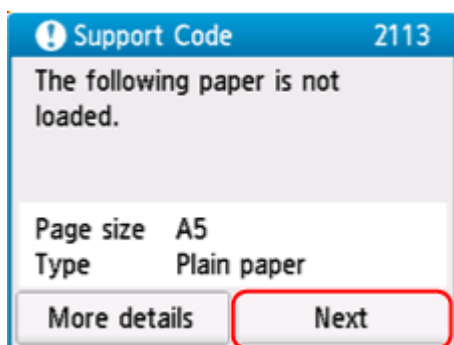 Support Code 2113
The following paper is not
loaded.
Page size A5
Type Plain paper
More details Next